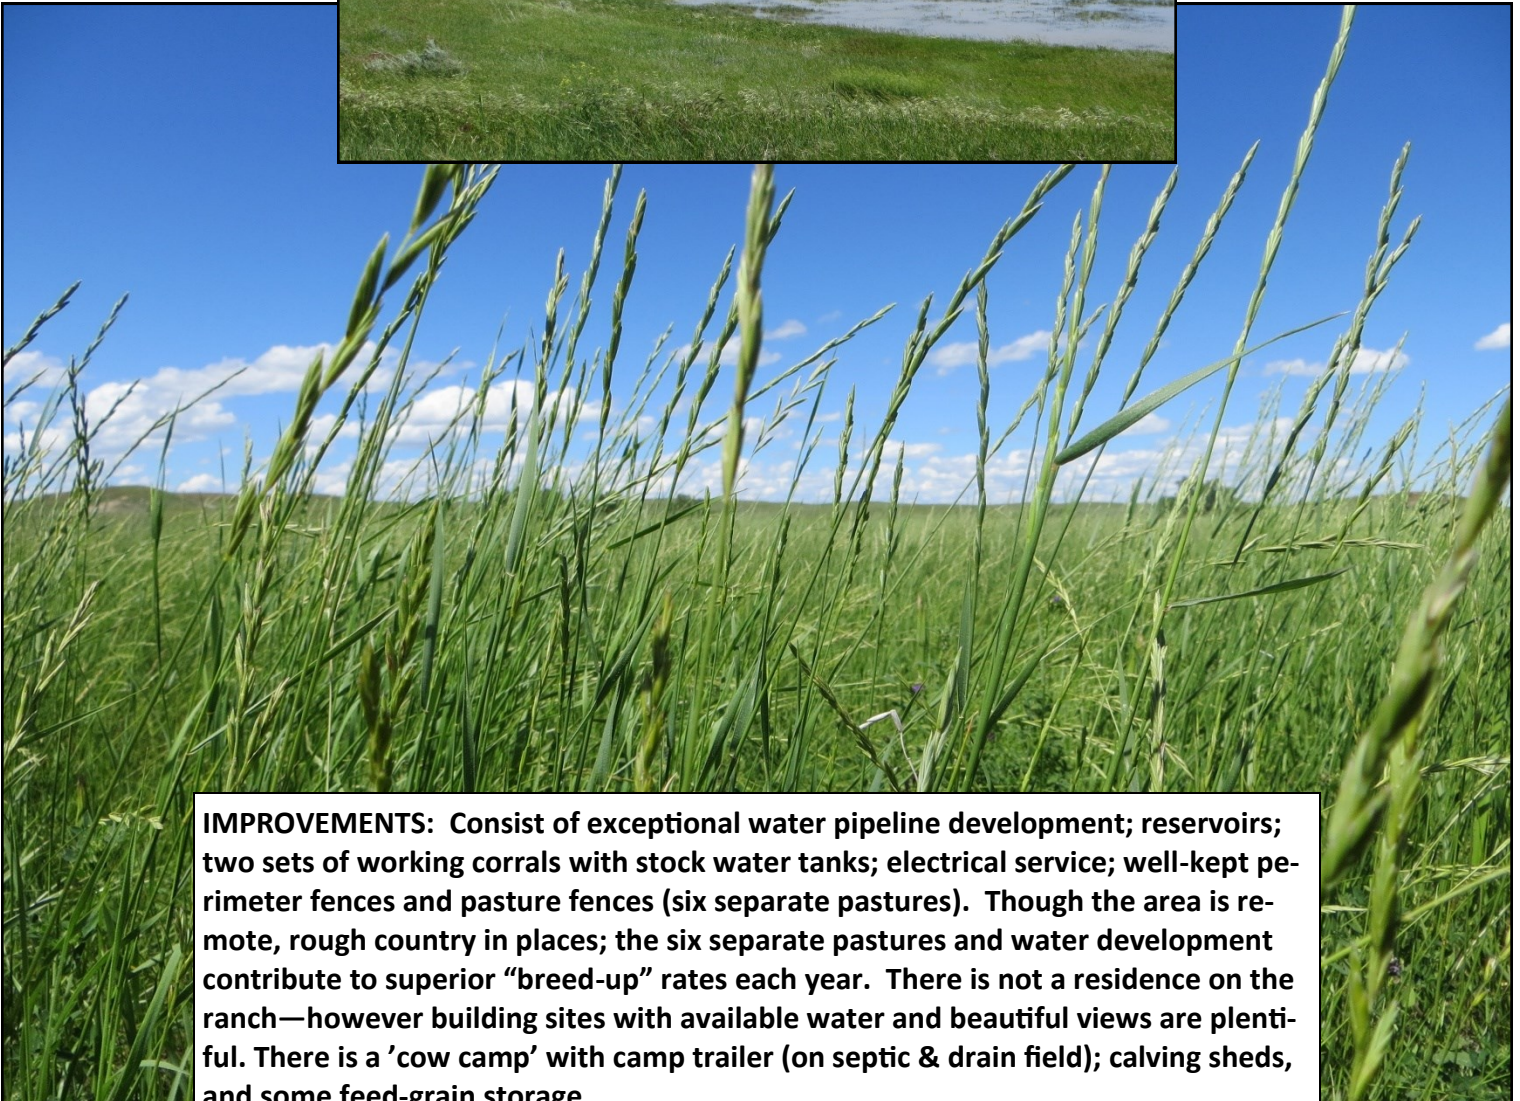 IMPROVEMENTS:  Consist of exceptional water pipeline development; reservoirs;
two sets of working corrals with stock water tanks; electrical service; well-kept pe-
rimeter fences and pasture fences (six separate pastures).  Though the area is re-
mote, rough country in places; the six separate pastures and water development
contribute to superior “breed-up” rates each year.  There is not a residence on the
ranch—however building sites with available water and beautiful views are plenti-
ful. There is a ’cow camp’ with camp trailer (on septic & drain field); calving sheds,
and some feed-grain storage